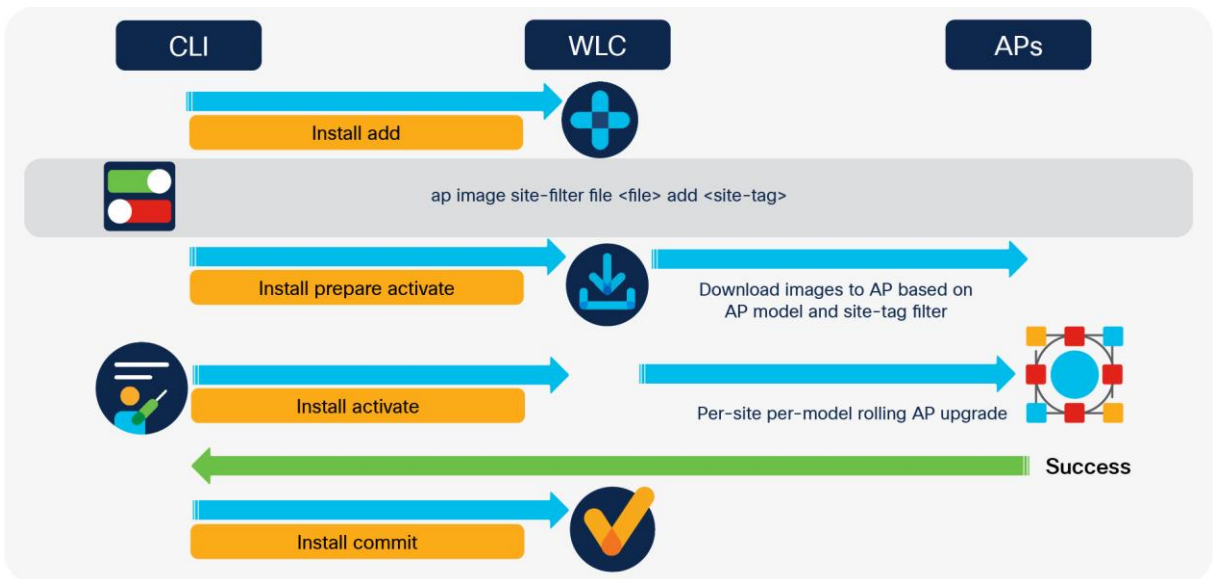 CLI
WLC
APs
Install add
ap image site-filter file <file> add <site-tag>
Install prepare activate
Download images to AP based on
AP model and site-tag filter
Install activate
Per-site per-model rolling AP upgrade
Success
Install commit